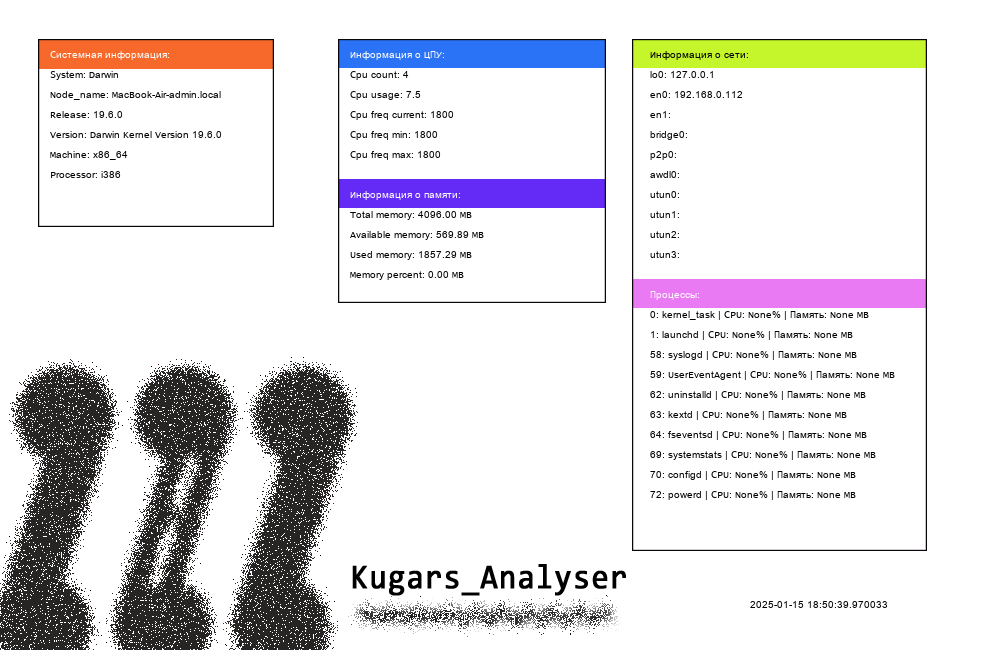 Системная информация:
System: Darwin
Node_name: MacBook-Air-admin.local
Release: 19.6.0
Version: Darwin Kernel Version 19.6.0
Machine: x86_64
Processor: i386
Информация о ЦПУ:
Cpu count: 4
Cpu usage: 7.5
Cpu freq current: 1800
Cpu freq min: 1800
Cpu freq max: 1800
Информация о памяти:
Total memory: 4096.00 MB
Available memory: 569.89 MB
Used memory: 1857.29 MB
Memory percent: 0.00 MB
Информация о сети:
lo0: 127.0.0.1
en0: 192.168.0.112
en1:
bridge0:
p2p0:
awdl0:
utun0:
utun1:
utun2:
utun3:
Процессы:
0: kernel_task | CPU: None% | Память: None MB
1: launchd | CPU: None% | Память: None MB
58: syslogd | CPU: None% | Память: None MB
59: UserEventAgent | CPU: None% | Память: None MB
62: uninstalld | CPU: None% | Память: None MB
63: kextd | CPU: None% | Память: None MB
64: fseventsd | CPU: None% | Память: None MB
69: systemstats | CPU: None% | Память: None MB
70: configd | CPU: None% | Память: None MB
72: powerd | CPU: None% | Память: None MB
Kugars_Analyser
2025-01-15 18:50:39.970033